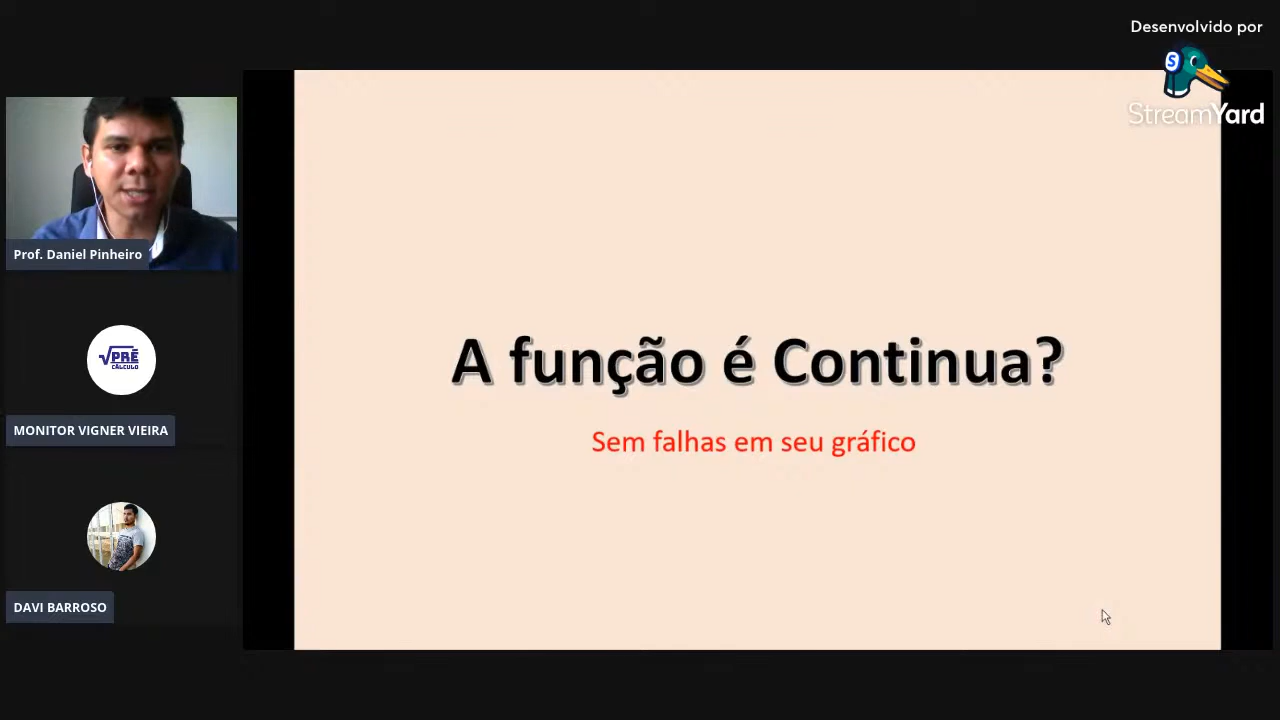 Desenvolvido por
S
StreamYard
Prof. Daniel Pinheiro
PRÉ
CÁLCULO
MONITOR VIGNER VIEIRA
DAVI BARROSO
A função é Continua?
Sem falhas em seu gráfico